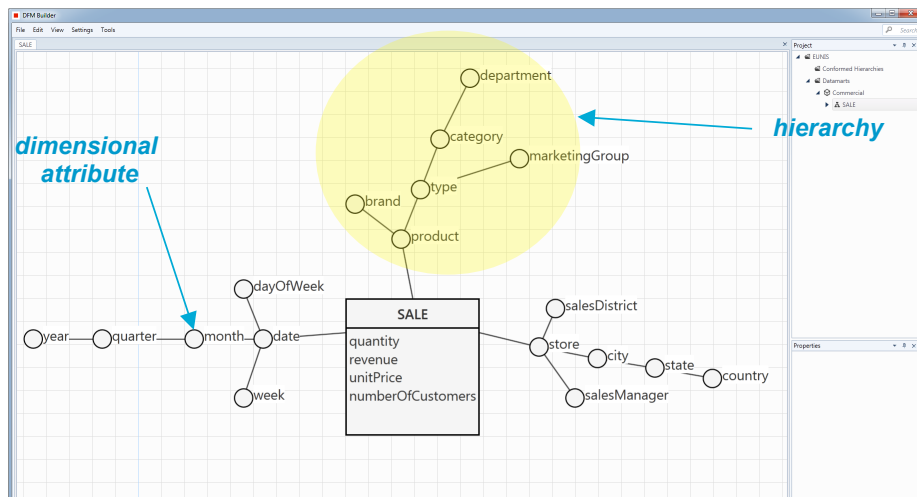 DFM Builder
File Edit View Settings Tools
Search
SALE
Project
EUNIS
Conformed Hierarchies
Datamarts
Commercial
SALE
department
category
marketingGroup
hierarchy
dimensional
attribute
type
brand
product
dayOfWeek
SALE
salesDistrict
year
quarter
month
date
quantity
revenue
unitPrice
numberOfCustomers
store
city
state
country
week
salesManager
Properties